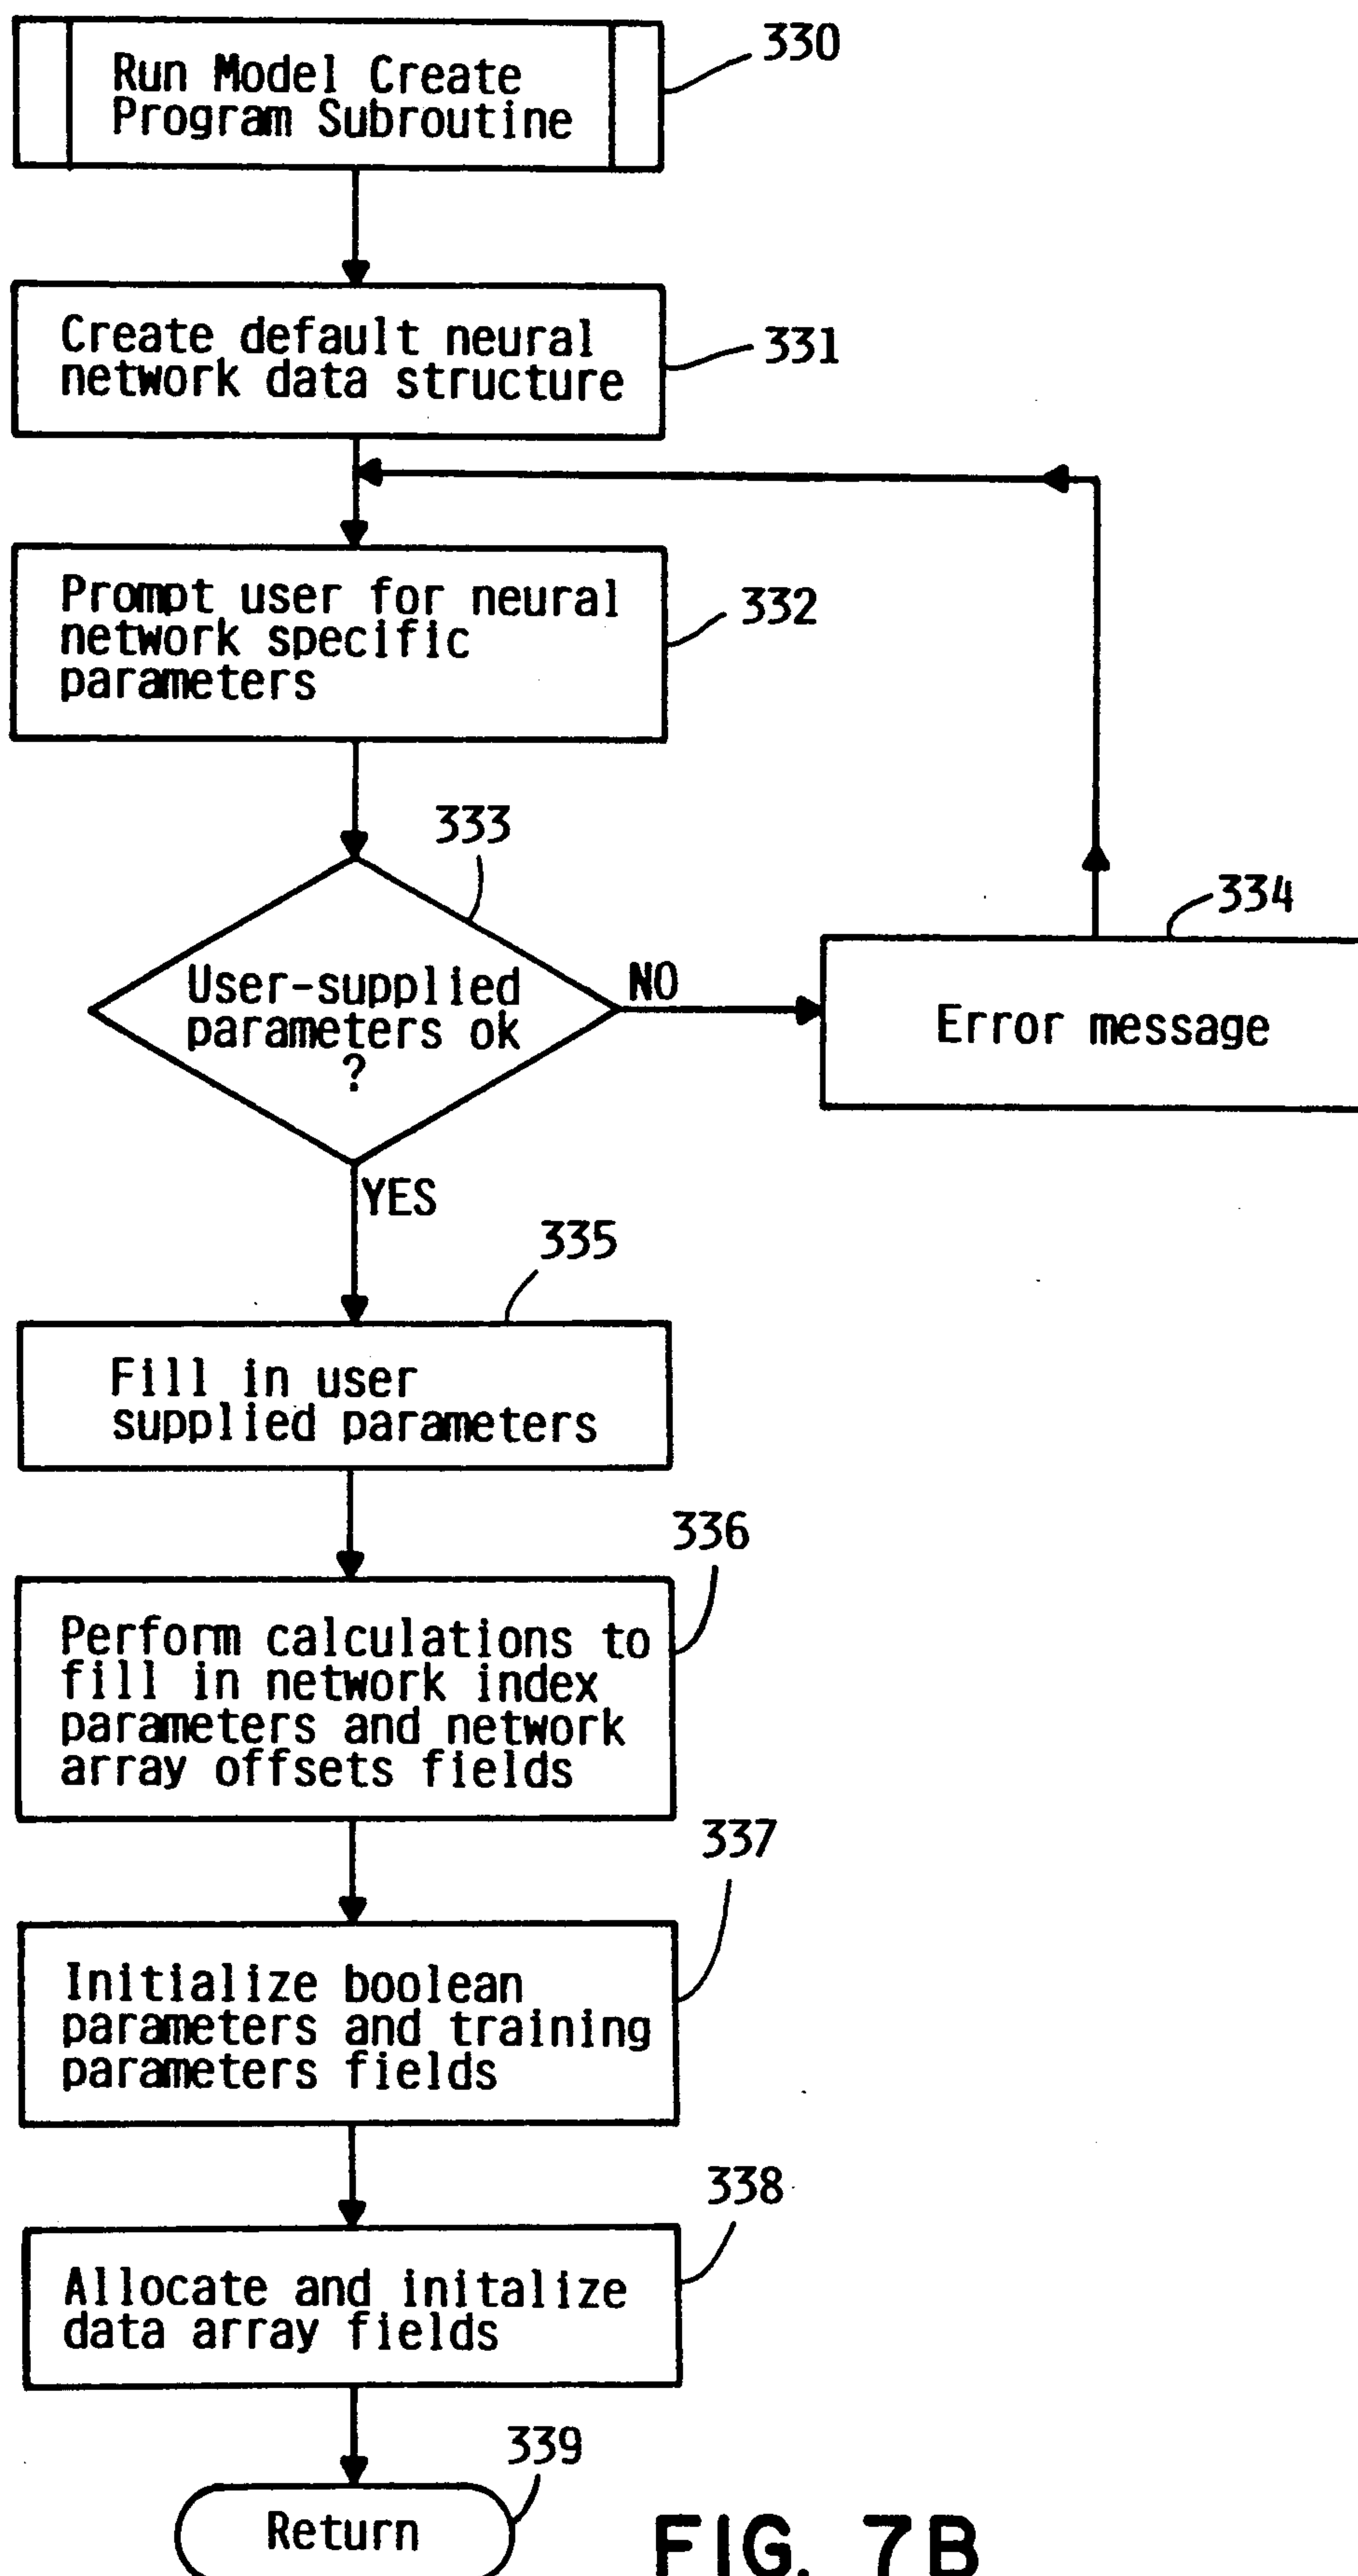 Run Model Create
Program Subroutine
330
Create default neural
network data structure
331
Prompt user for neural
network specific
parameters
332
333
User-supplied
parameters ok
?
NO
334
Error message
YES
335
Fill in user
supplied parameters
336
Perform calculations to
fill in network index
parameters and network
array offsets fields
337
Initialize boolean
parameters and training
parameters fields
338
Allocate and initalize
data array fields
339
Return
FIG. 7B